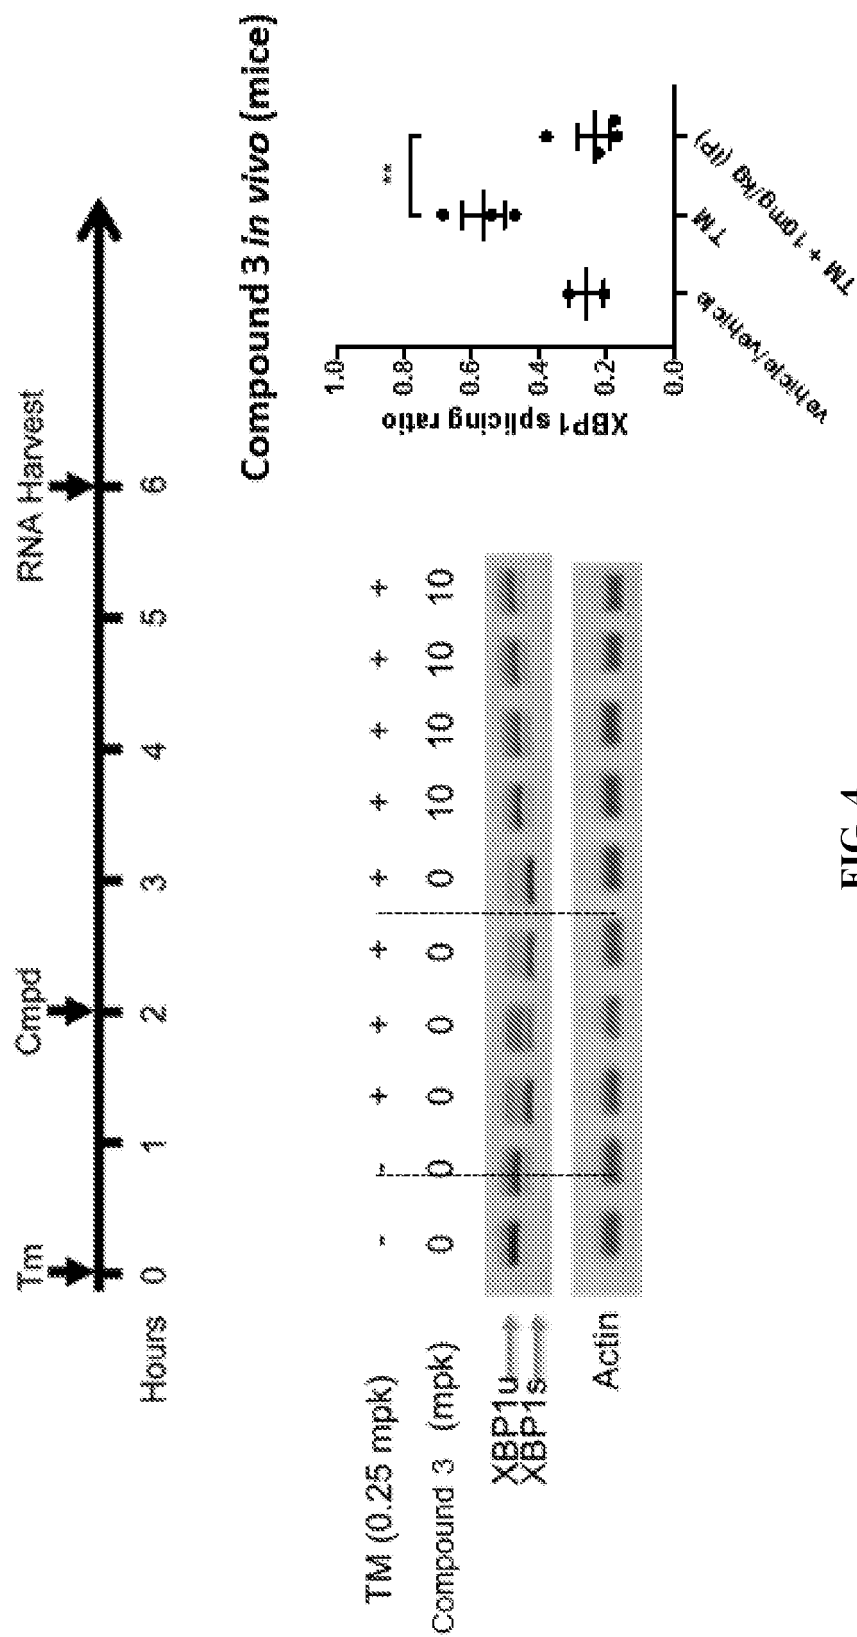 Tm Cmpd RNA Harvest
Hours 0 1 2 3 4 5 6
TM (0.25 mpk) - - + + + + + + + +
Compound 3 (mpk) 0 0 0 0 0 0 10 10 10 10
XBP1u
XBP1s
Actin
Compound 3 in vivo (mice)
**
XBP1 splicing ratio
1.0
0.8
0.6
0.4
0.2
0.0
vehicle/vehicle
TM
TM + 10mg/kg (IP)
FIG. 4